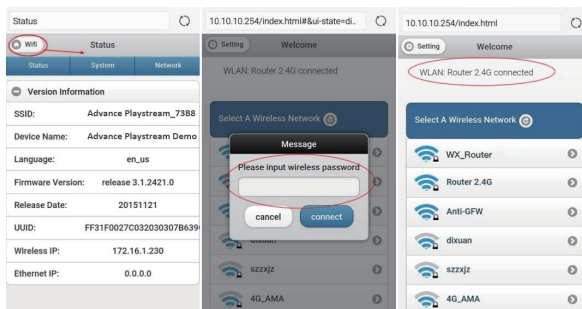 Status
Wifi
Status
Status System Network
Version Information
SSID: Advance Playstream_73B8
Device Name: Advance Playstream Demo
Language: en_us
Firmware Version: release 3.1.2421.0
Release Date: 20151121
UUID: FF31F0027C032030307B639
Wireless IP: 172.16.1.230
Ethernet IP: 0.0.0.0
10.10.10.254/index.html#&ui-state=di..
Setting Welcome
WLAN: Router 2.4G connected
Select A Wireless Network
Message
Please input wireless password
cancel connect
dixuan
szzxjz
4G_AMA
10.10.10.254/index.html
Setting Welcome
WLAN: Router 2.4G connected
Select A Wireless Network
WX_Router
Router 2.4G
Anti-GFW
dixuan
szzxjz
4G_AMA